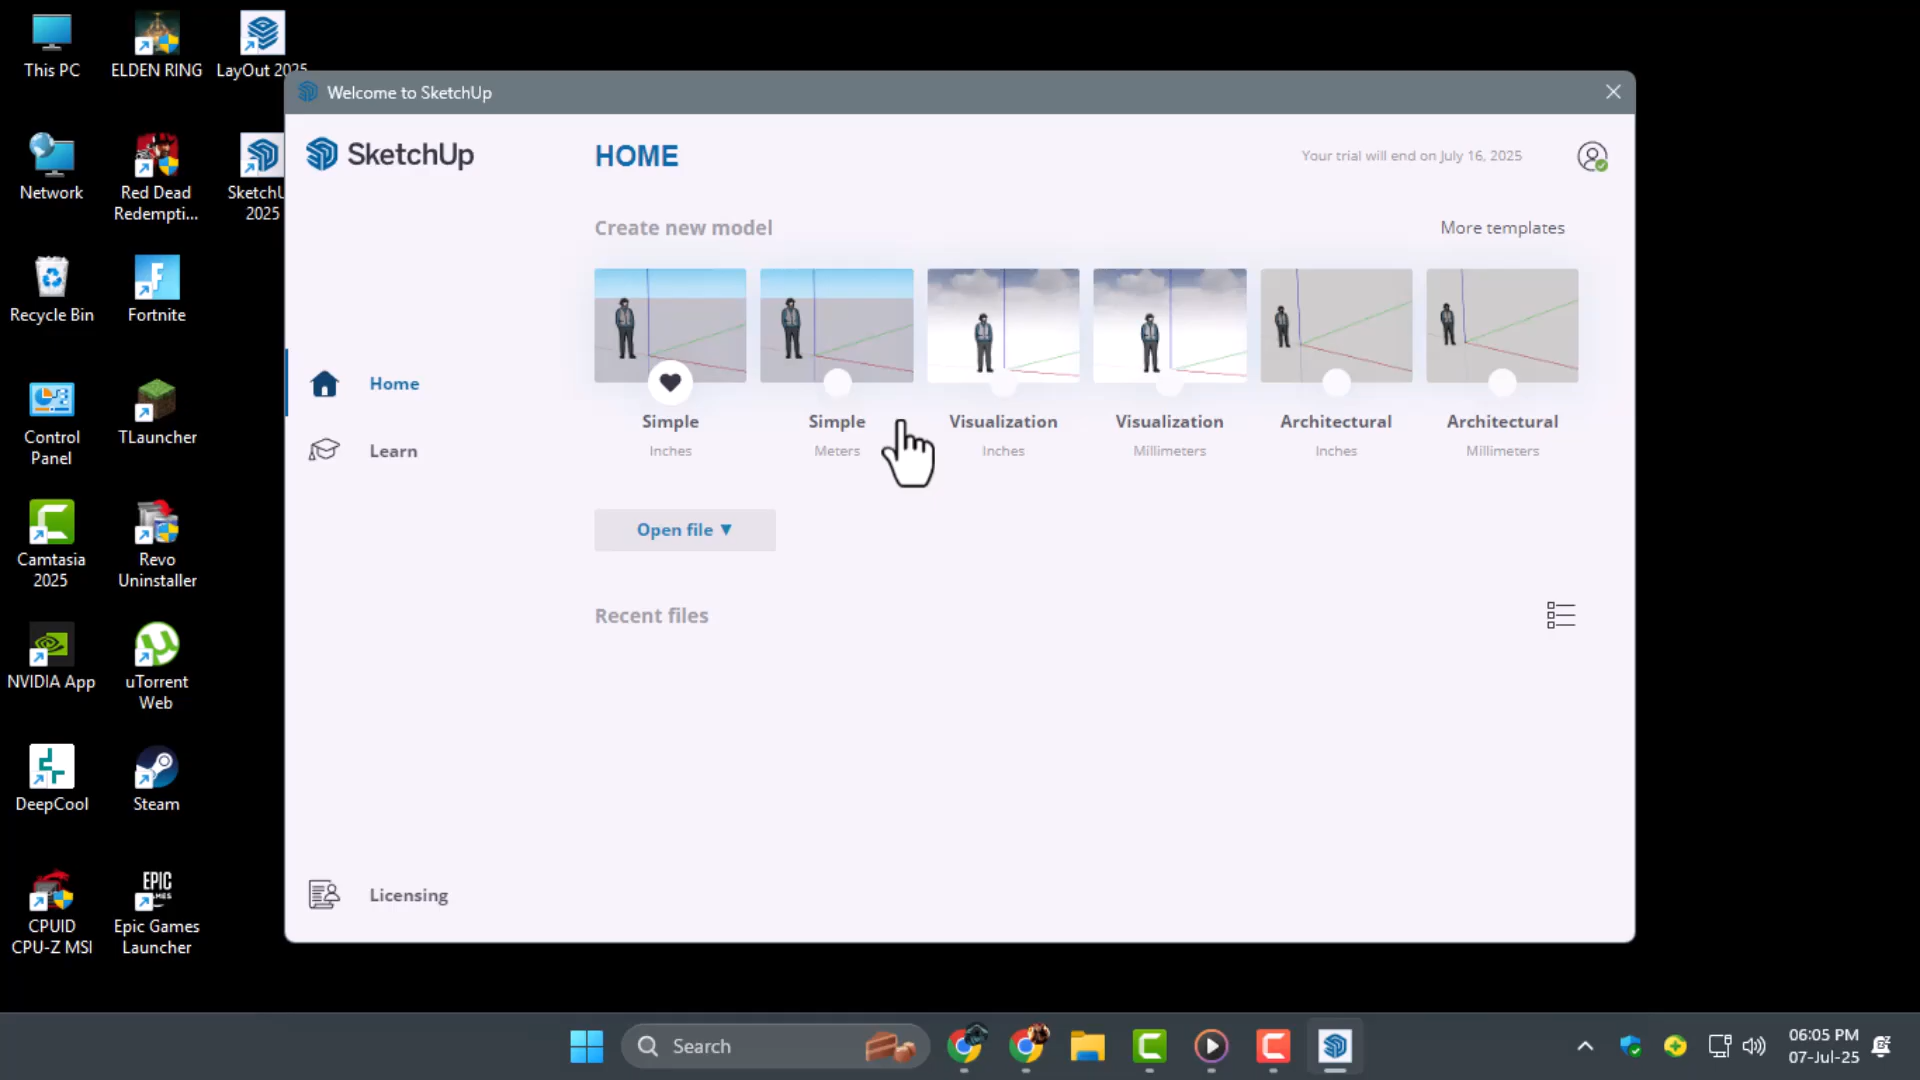 This PC
ELDEN RING
LayOut 2025
Network
Red Dead
Redempti...
SketchU
2025
Recycle Bin
Fortnite
Control
Panel
TLauncher
Camtasia
2025
Revo
Uninstaller
NVIDIA App
uTorrent
Web
DeepCool
Steam
CPUID
CPU-Z MSI
EPIC
GAMES
Epic Games
Launcher
Welcome to SketchUp
SketchUp
HOME
Your trial will end on July 16, 2025
Create new model
More templates
Home
Learn
Simple
Inches
Simple
Meters
Visualization
Inches
Visualization
Millimeters
Architectural
Inches
Architectural
Millimeters
Open file ▼
Recent files
Licensing
Search
06:05 PM
07-Jul-25